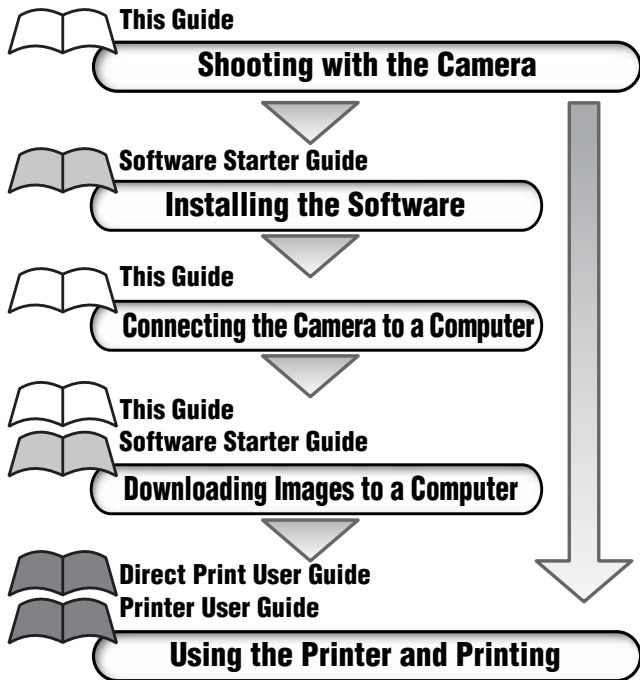 This Guide
Shooting with the Camera
Software Starter Guide
Installing the Software
This Guide
Connecting the Camera to a Computer
This Guide
Software Starter Guide
Downloading Images to a Computer
Direct Print User Guide
Printer User Guide
Using the Printer and Printing